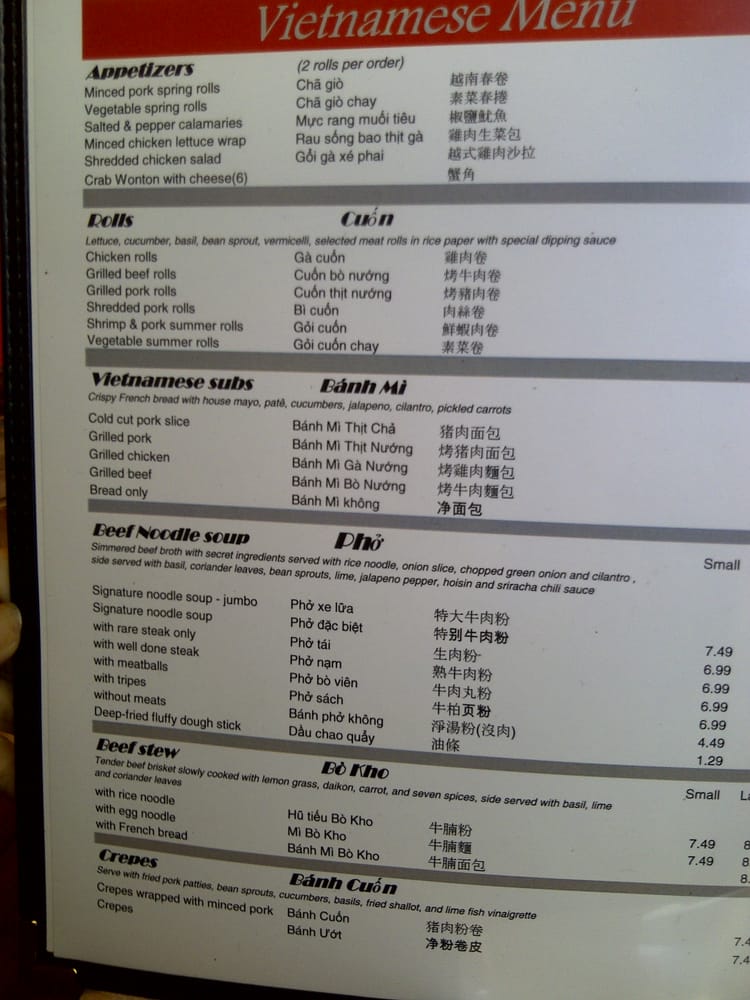 Vietnamese Menu
Appetizers (2 rolls per order)
Minced pork spring rolls Chã giò 越南春卷
Vegetable spring rolls Chã giò chay 素菜春捲
Salted & pepper calamaries Mực rang muối tiêu 椒鹽魷魚
Minced chicken lettuce wrap Rau sống bao thịt gà 雞肉生菜包
Shredded chicken salad Gổi gà xé phai 越式雞肉沙拉
Crab Wonton with cheese(6) 蟹角
Rolls Cuốn
Lettuce, cucumber, basil, bean sprout, vermicelli, selected meat rolls in rice paper with special dipping sauce
Chicken rolls Gà cuốn 雞肉卷
Grilled beef rolls Cuốn bò nướng 烤牛肉卷
Grilled pork rolls Cuốn thịt nướng 烤豬肉卷
Shredded pork rolls Bì cuốn 肉絲卷
Shrimp & pork summer rolls Gỏi cuốn 鮮蝦肉卷
Vegetable summer rolls Gỏi cuốn chay 素菜卷
Vietnamese subs Bánh Mì
Crispy French bread with house mayo, patê, cucumbers, jalapeno, cilantro, pickled carrots
Cold cut pork slice Bánh Mì Thịt Chả 猪肉面包
Grilled pork Bánh Mì Thịt Nướng 烤猪肉面包
Grilled chicken Bánh Mì Gà Nướng 烤雞肉麵包
Grilled beef Bánh Mì Bò Nướng 烤牛肉麵包
Bread only Bánh Mì không 净面包
Beef Noodle soup Phở Small
Simmered beef broth with secret ingredients served with rice noodle, onion slice, chopped green onion and cilantro ,
side served with basil, coriander leaves, bean sprouts, lime, jalapeno pepper, hoisin and sriracha chili sauce
Signature noodle soup - jumbo Phở xe lữa 特大牛肉粉
Signature noodle soup Phở đặc biệt 特别牛肉粉 7.49
with rare steak only Phở tái 生肉粉 6.99
with well done steak Phở nạm 熟牛肉粉 6.99
with meatballs Phở bò viên 牛肉丸粉 6.99
with tripes Phở sách 牛柏页粉 6.99
without meats Bánh phở không 淨湯粉(沒肉) 4.49
Deep-fried fluffy dough stick Dầu chao quẩy 油條 1.29
Beef stew Bò Kho Small La
Tender beef brisket slowly cooked with lemon grass, daikon, carrot, and seven spices, side served with basil, lime
and coriander leaves
with rice noodle Hũ tiếu Bò Kho 牛腩粉 7.49 8
with egg noodle Mì Bò Kho 牛腩麵 7.49 8.
with French bread Bánh Mì Bò Kho 牛腩面包 8.
Crepes Bánh Cuốn
Serve with fried pork patties, bean sprouts, cucumbers, basils, fried shallot, and lime fish vinaigrette
Crepes wrapped with minced pork Bánh Cuốn 猪肉粉卷 7.4
Crepes Bánh Ướt 净粉卷皮 7.4